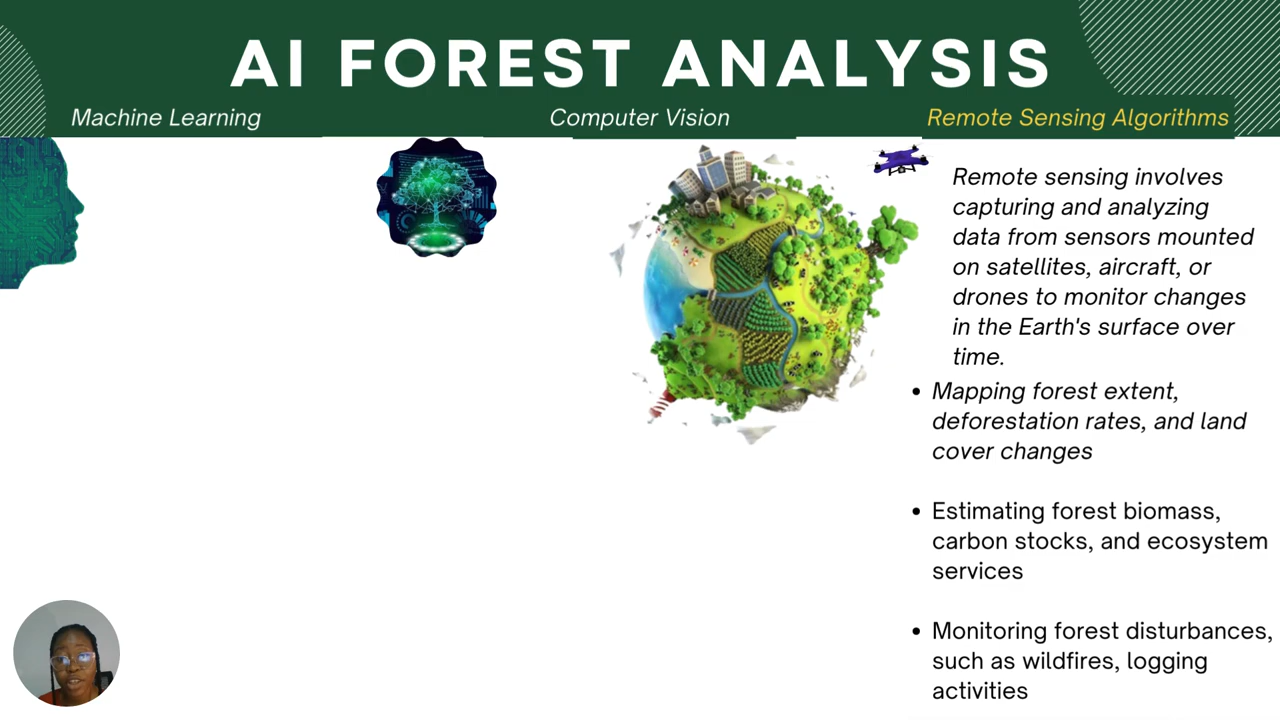 AI FOREST ANALYSIS
Machine Learning
Computer Vision
Remote Sensing Algorithms
Remote sensing involves
capturing and analyzing
data from sensors mounted
on satellites, aircraft, or
drones to monitor changes
in the Earth's surface over
time.
• Mapping forest extent,
deforestation rates, and land
cover changes
• Estimating forest biomass,
carbon stocks, and ecosystem
services
• Monitoring forest disturbances,
such as wildfires, logging
activities